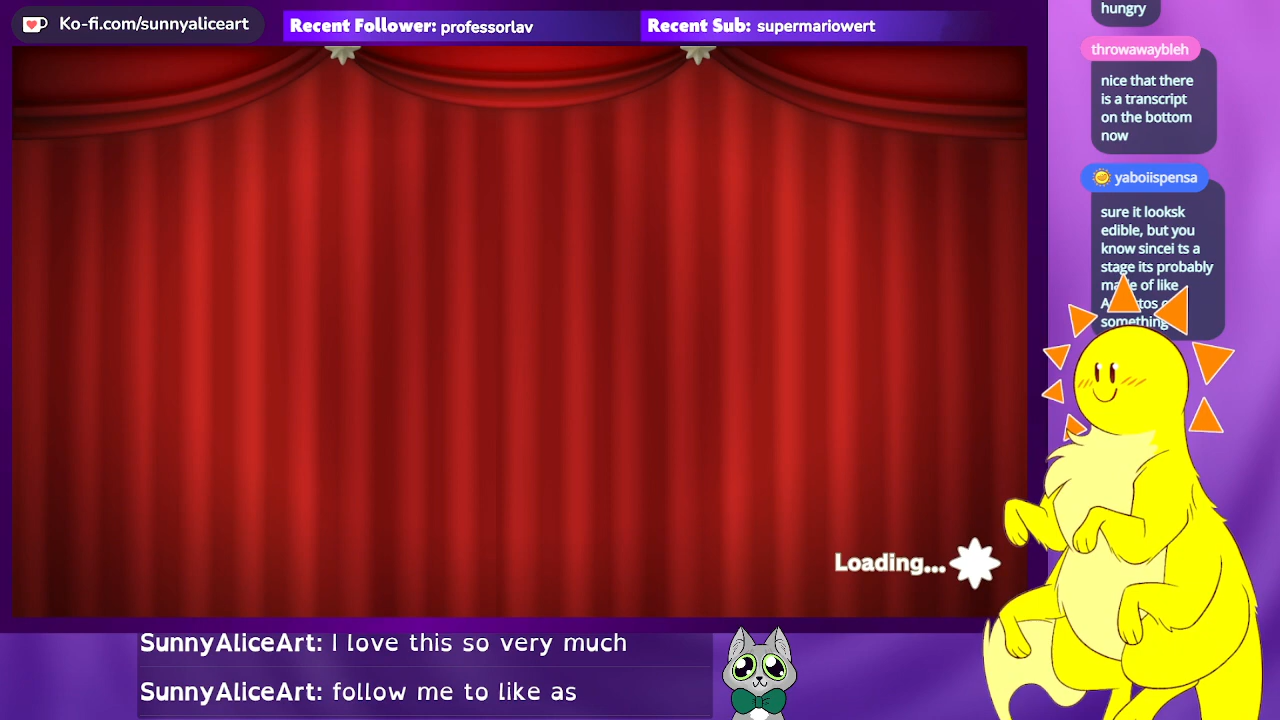 Ko-fi.com/sunnyaliceart
Recent Follower: professorlav
Recent Sub: supermariowert
hungry
throwawaybleh
nice that there
is a transcript
on the bottom
now
yaboiispensa
sure it looksk
edible, but you
know sincei ts a
stage its probably
of like
something
Loading...
SunnyAliceArt: I love this so very much
SunnyAliceArt: follow me to like as